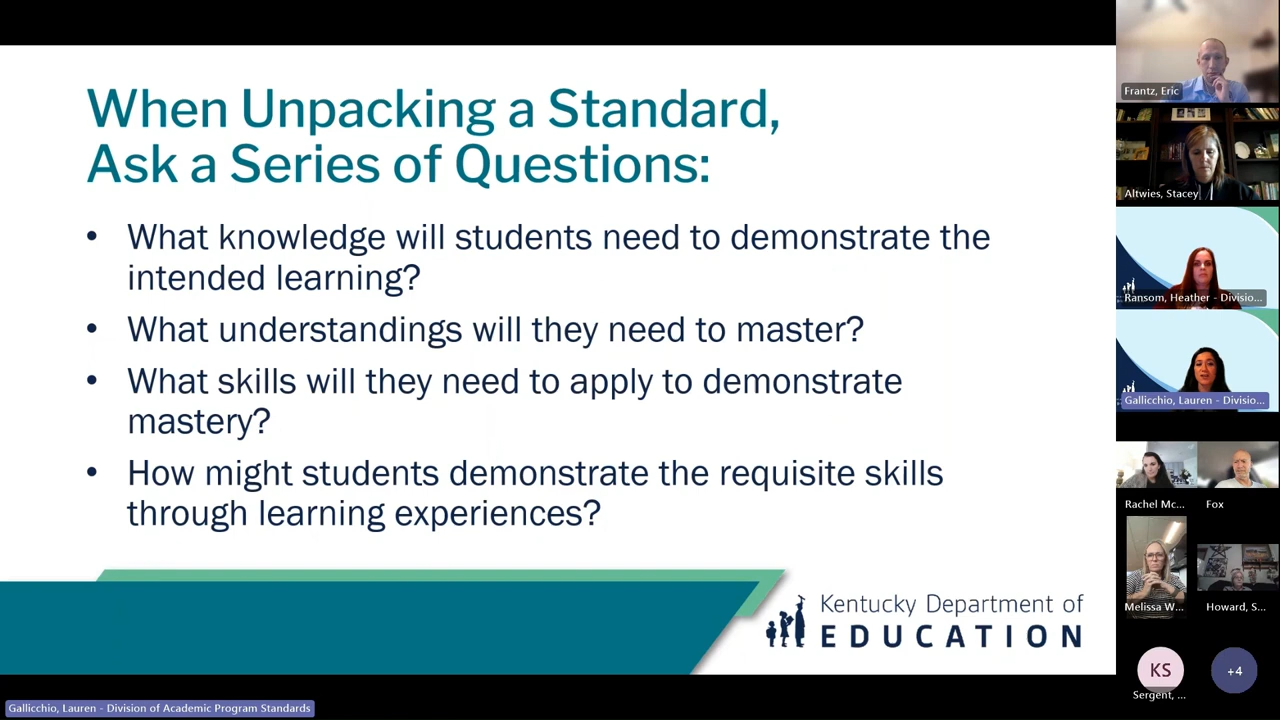 When Unpacking a Standard,
Ask a Series of Questions:
• What knowledge will students need to demonstrate the
intended learning?
• What understandings will they need to master?
• What skills will they need to apply to demonstrate
mastery?
• How might students demonstrate the requisite skills
through learning experiences?
Kentucky Department of
EDUCATION
Gallicchio, Lauren - Division of Academic Program Standards
Frantz, Eric
Altwies, Stacey
Ransom, Heather - Divisio...
Gallicchio, Lauren - Divisio...
Rachel Mc...
Fox
Melissa W...
Howard, S...
KS
+4
Sergent, ...